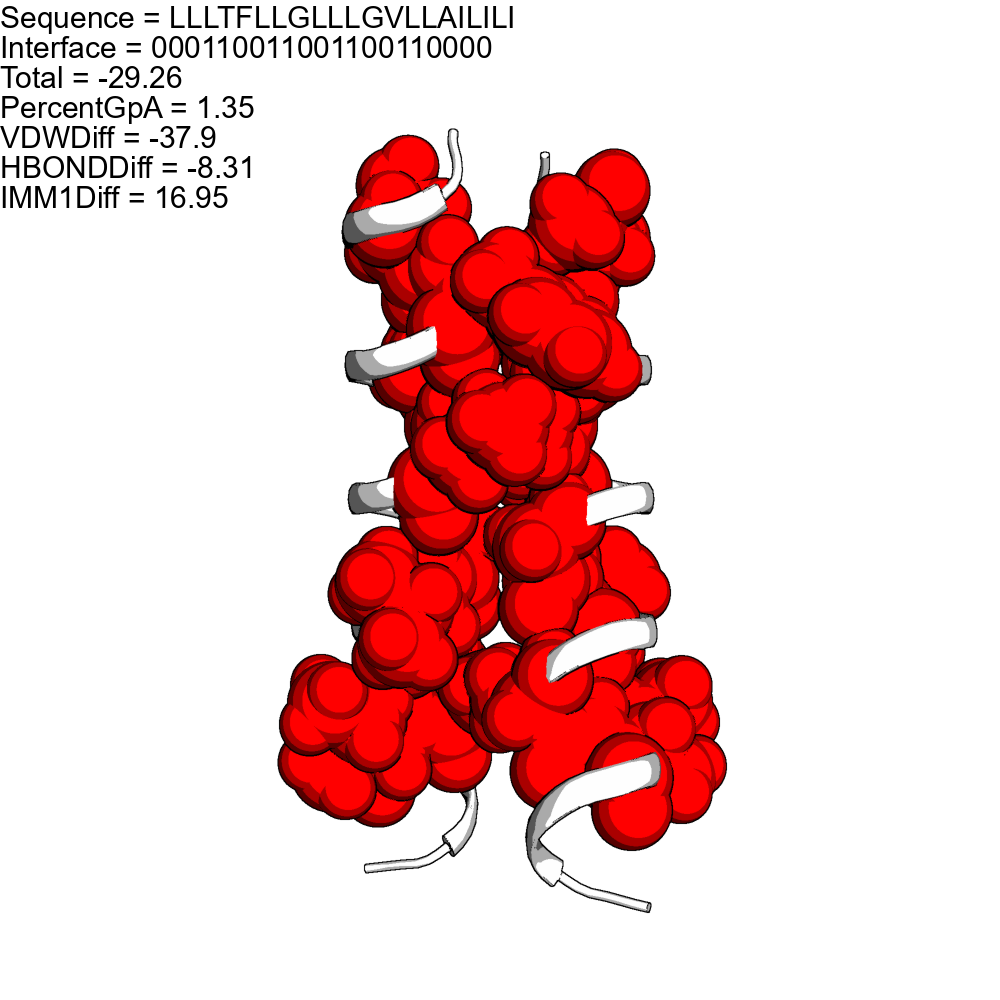 Sequence = LLLTFLLGLLLGVLLAILILI
Interface = 000110011001100110000
Total = -29.26
PercentGpA = 1.35
VDWDiff = -37.9
HBONDDiff = -8.31
IMM1Diff = 16.95